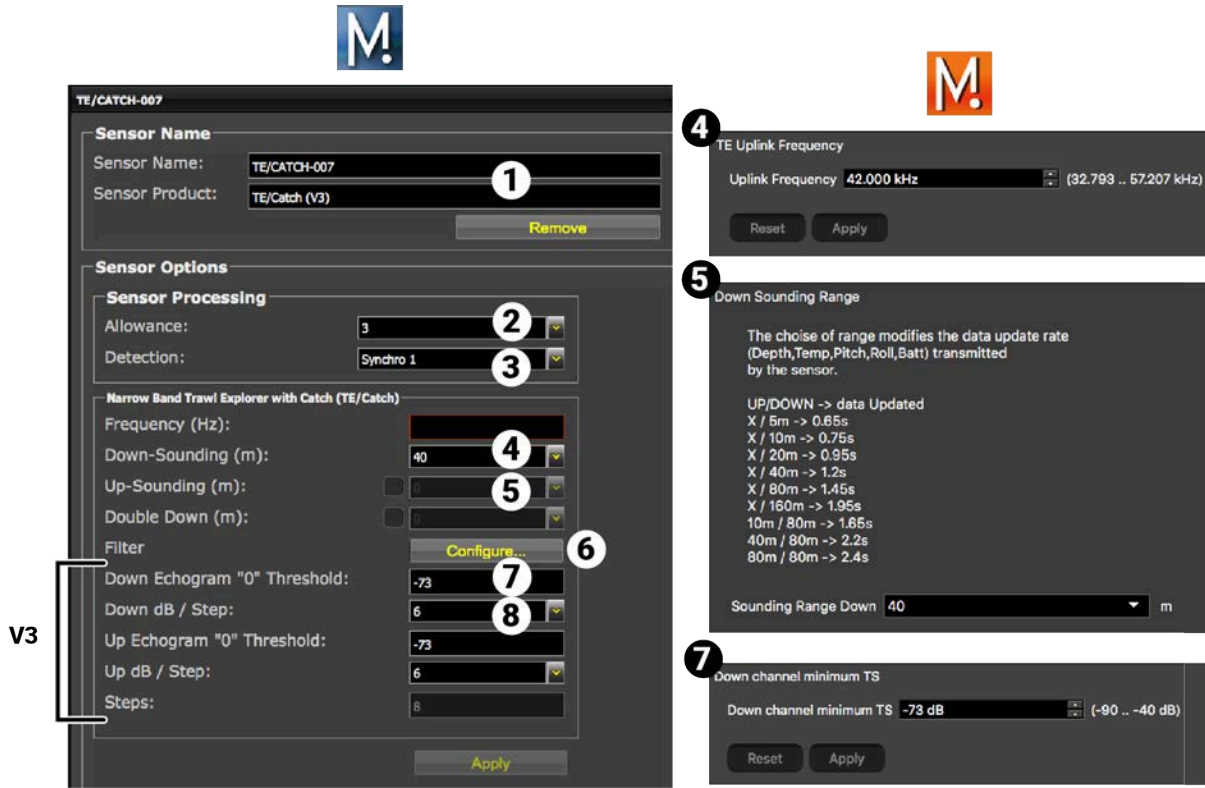 M.
TE/CATCH-007
Sensor Name
Sensor Name: TE/CATCH-007
1
Sensor Product: TE/Catch (V3)
Remove
Sensor Options
Sensor Processing
Allowance: 3 2
Detection: Synchro 1 3
Narrow Band Trawl Explorer with Catch (TE/Catch)
Frequency (Hz):
Down-Sounding (m): 40 4
Up-Sounding (m): 0 5
Double Down (m): 0
Filter Configure... 6
Down Echogram "0" Threshold: -73 7
Down dB / Step: 6 8
Up Echogram "0" Threshold: -73
Up dB / Step: 6
Steps: 8
V3
Apply
M.
4
TE Uplink Frequency
Uplink Frequency 42.000 kHz (32.793 .. 57.207 kHz)
Reset Apply
5
Down Sounding Range
The choise of range modifies the data update rate
(Depth,Temp,Pitch,Roll,Batt) transmitted
by the sensor.
UP/DOWN -> data Updated
X / 5m -> 0.65s
X / 10m -> 0.75s
X / 20m -> 0.95s
X / 40m -> 1.2s
X / 80m -> 1.45s
X / 160m -> 1.95s
10m / 80m -> 1.65s
40m / 80m -> 2.2s
80m / 80m -> 2.4s
Sounding Range Down 40 m
7
Down channel minimum TS
Down channel minimum TS -73 dB (-90 .. -40 dB)
Reset Apply